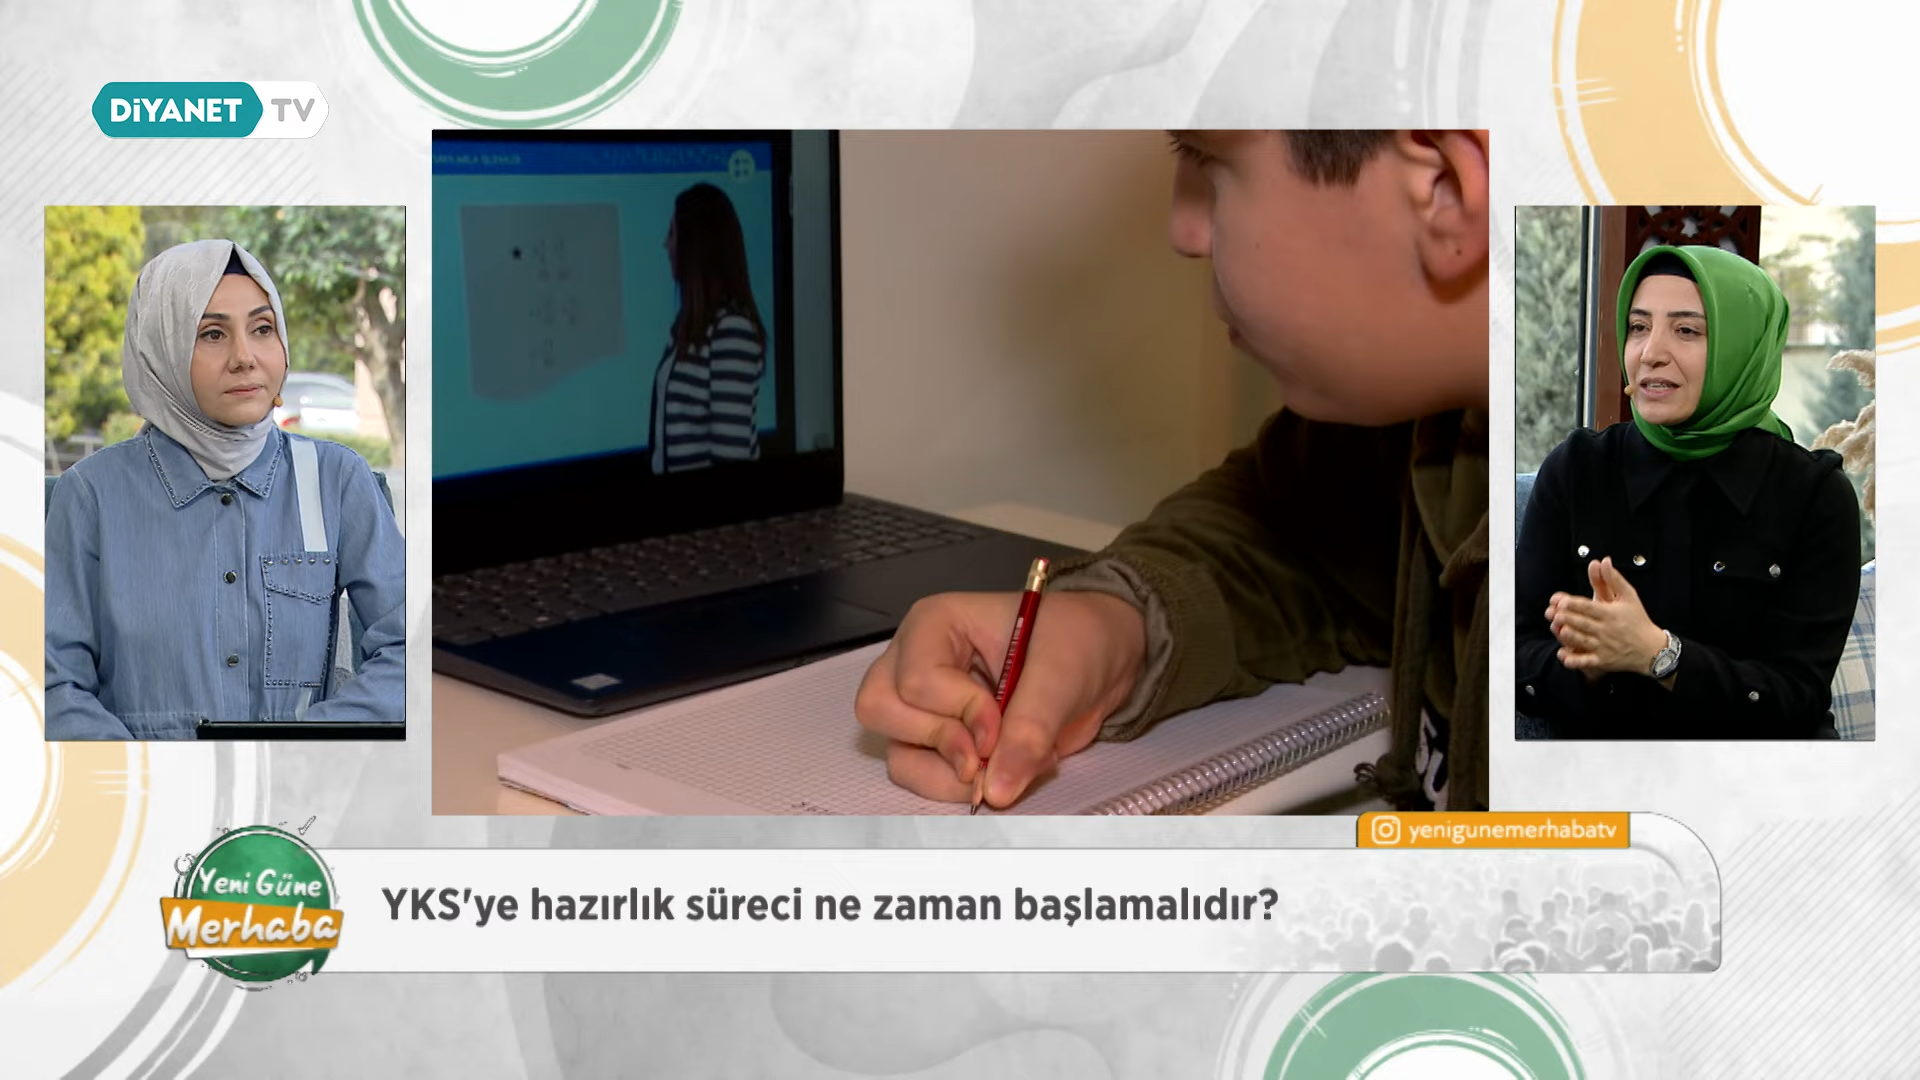 DİYANET TV
yenigunemerhabatv
Yeni Güne
Merhaba
YKS'ye hazırlık süreci ne zaman başlamalıdır?